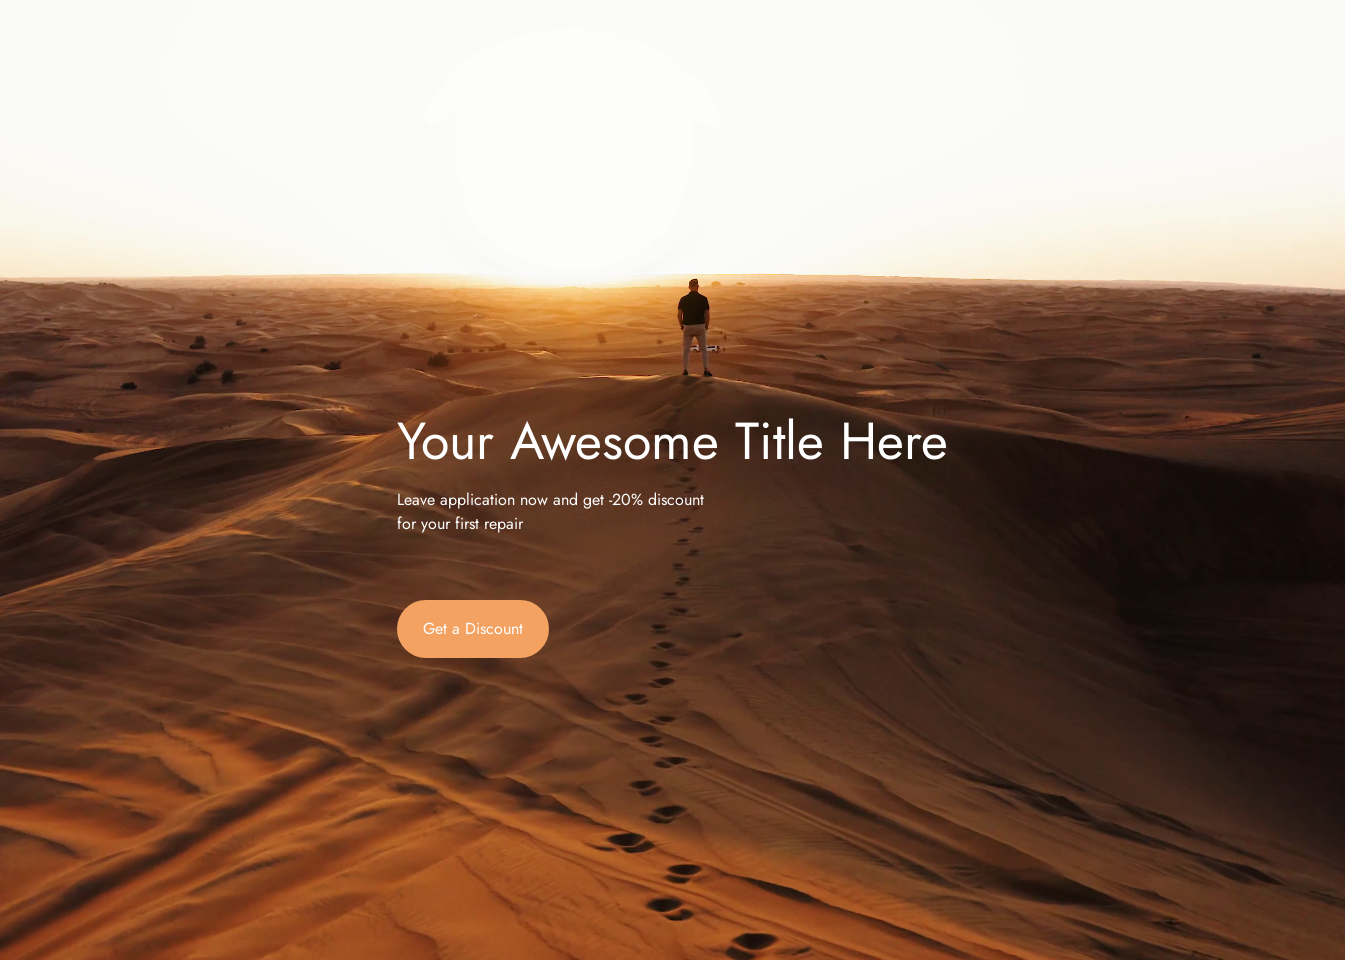 Your Awesome Title Here
Leave application now and get -20% discount
for your first repair
Get a Discount